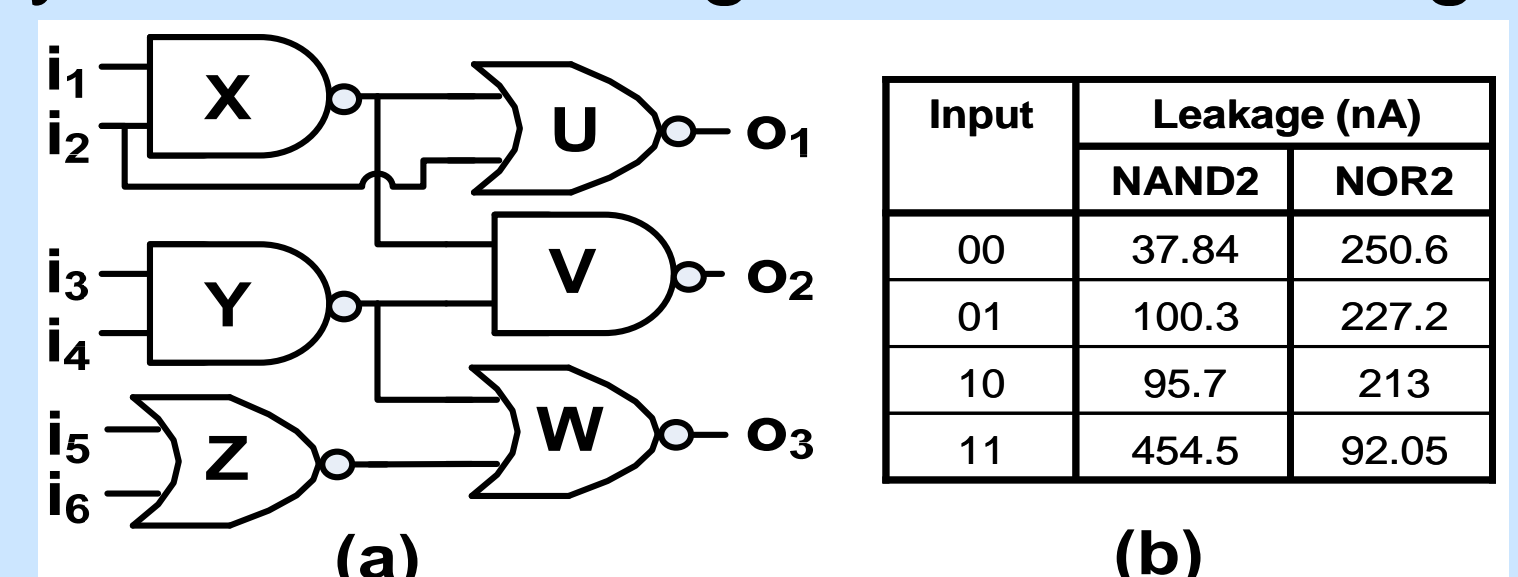 i1
i2
X
U
o1
i3
i4
Y
V
o2
i5
i6
Z
W
o3
(a)
Input Leakage (nA)
NAND2 NOR2
00 37.84 250.6
01 100.3 227.2
10 95.7 213
11 454.5 92.05
(b)